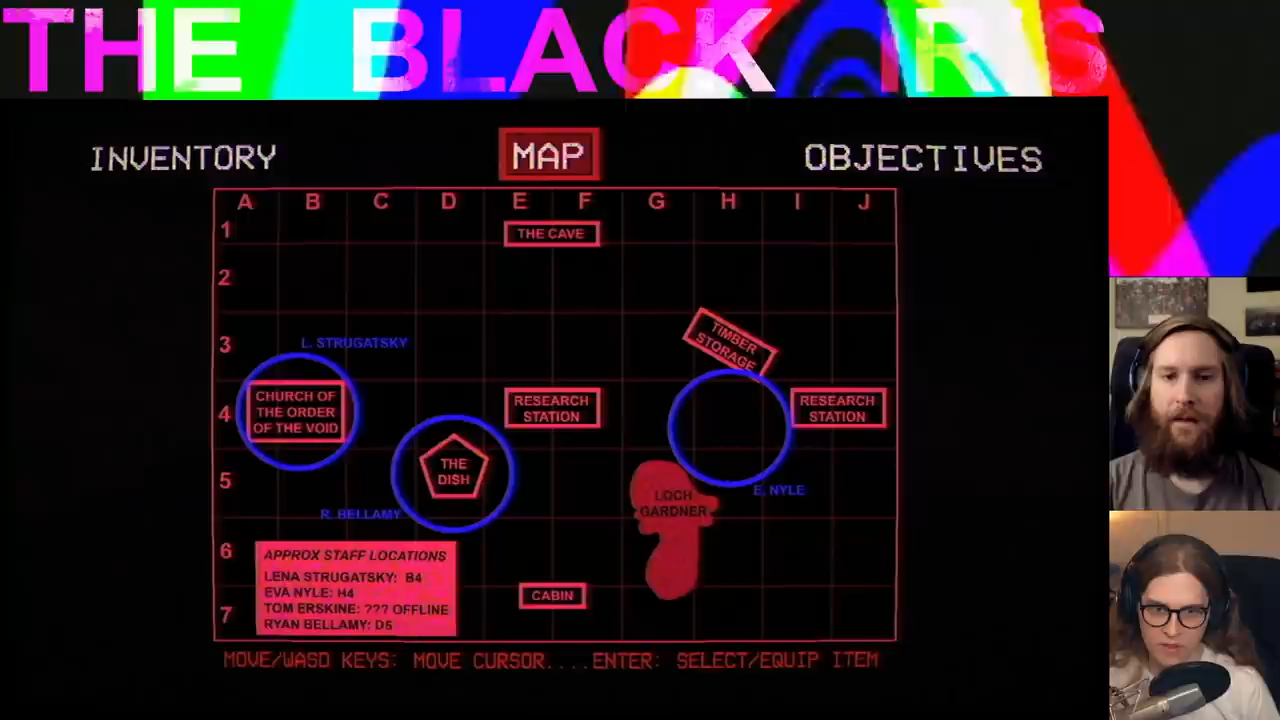 THE BLACK IRIS
INVENTORY
MAP
OBJECTIVES
A B C D E F G H I J
1
THE CAVE
2
3
L. STRUGATSKY
TIMBER
STORAGE
4
CHURCH OF
THE ORDER
OF THE VOID
RESEARCH
STATION
RESEARCH
STATION
5
THE
DISH
LOCH
GARDNER
E. NYLE
R. BELLAMY
6
APPROX STAFF LOCATIONS
LENA STRUGATSKY: B4
EVA NYLE: H4
TOM ERSKINE: ??? OFFLINE
RYAN BELLAMY: D5
CABIN
7
MOVE/WASD KEYS: MOVE CURSOR....ENTER: SELECT/EQUIP ITEM